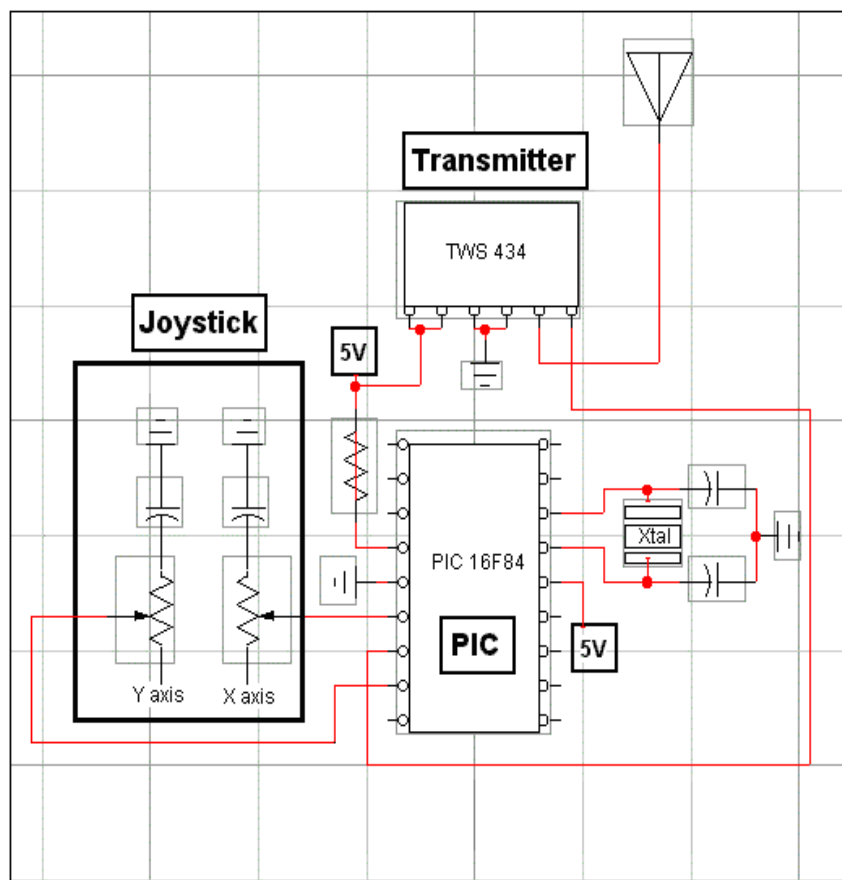 Transmitter
TWS 434
Joystick
5V
Xtal
PIC 16F84
PIC
5V
Y axis
X axis